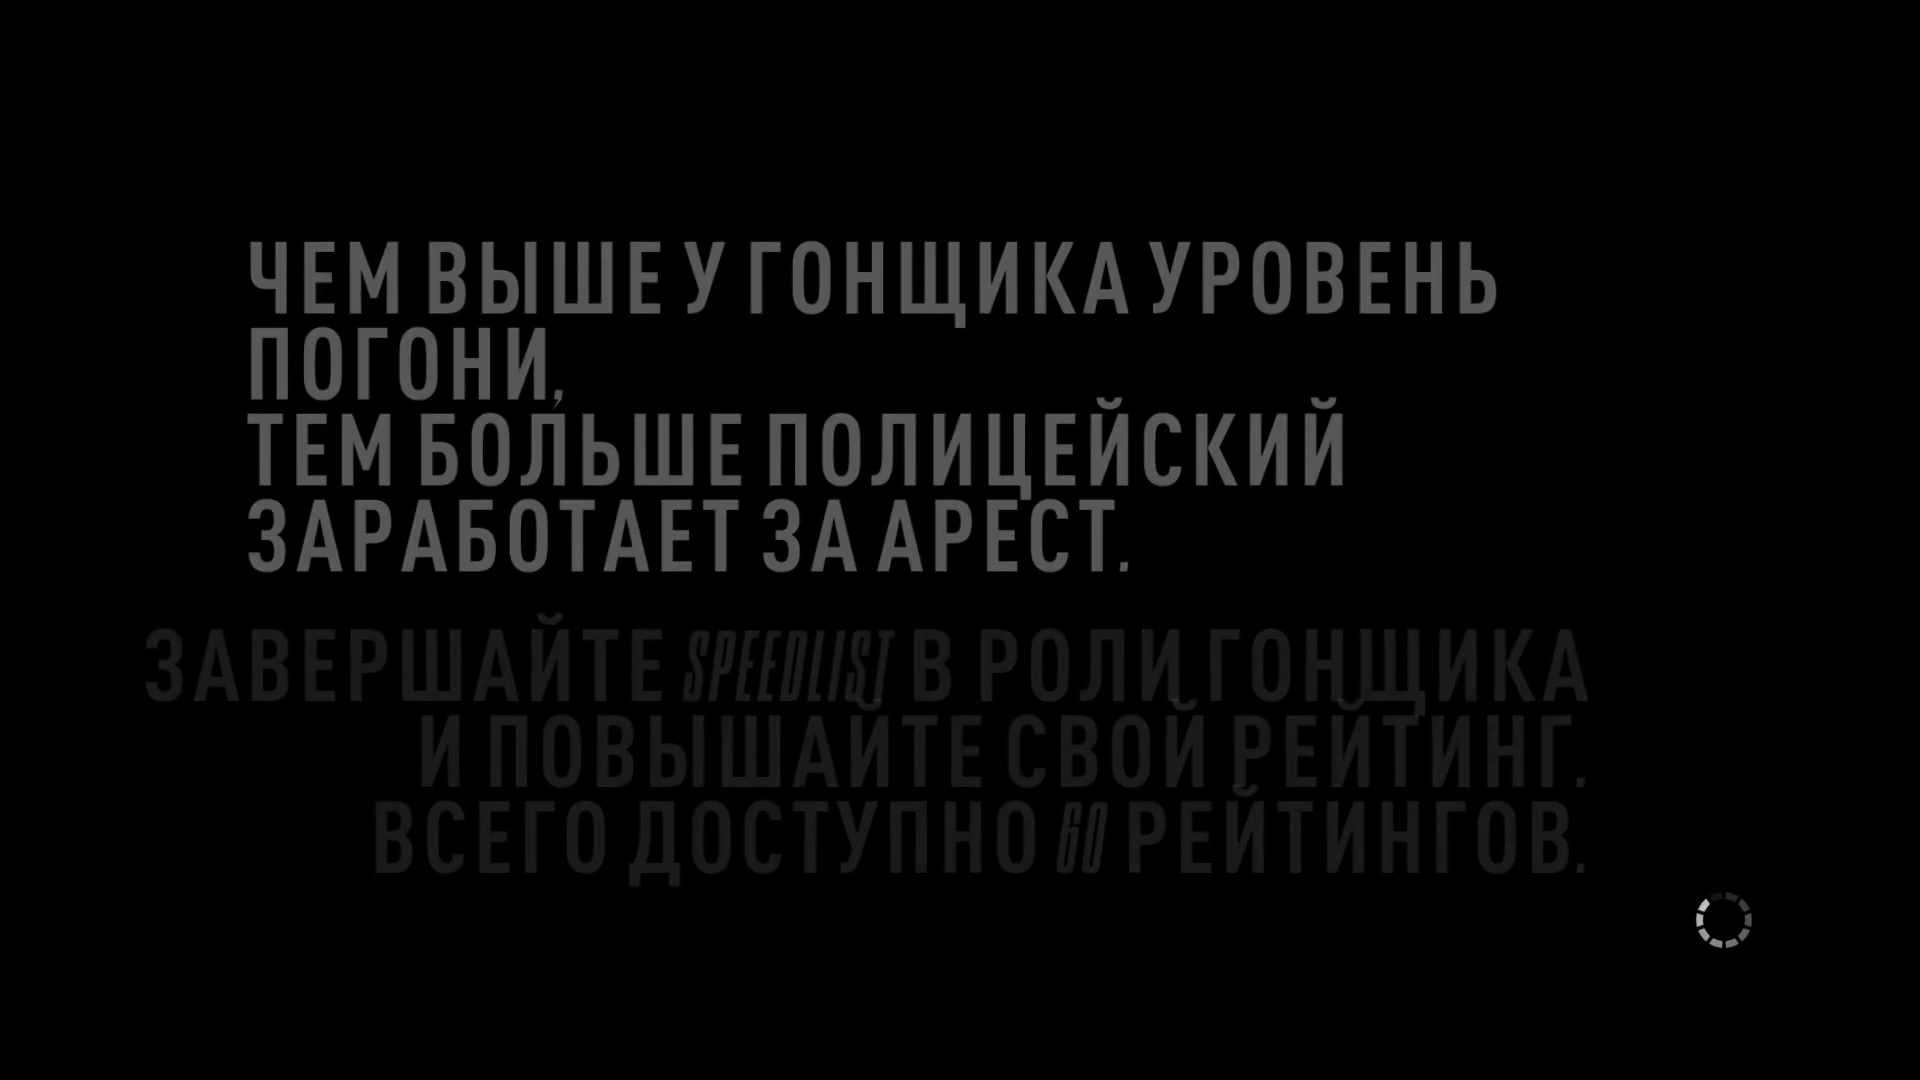 ЧЕМ ВЫШЕ У ГОНЩИКА УРОВЕНЬ
ПОГОНИ,
ТЕМ БОЛЬШЕ ПОЛИЦЕЙСКИЙ
ЗАРАБОТАЕТ ЗА АРЕСТ.
ЗАВЕРШАЙТЕ SPEEDLIST В РОЛИ ГОНЩИКА
И ПОВЫШАЙТЕ СВОЙ РЕЙТИНГ.
ВСЕГО ДОСТУПНО 60 РЕЙТИНГОВ.